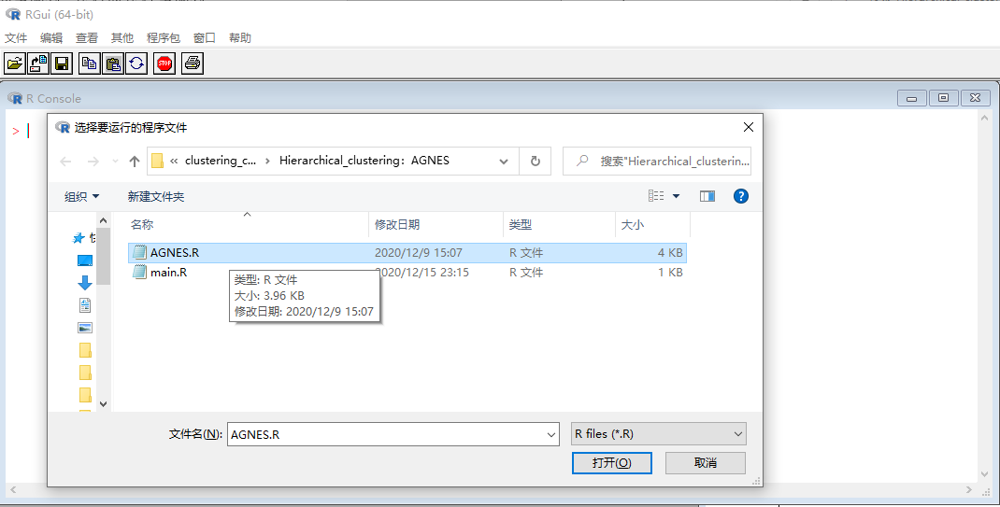 RGui (64-bit)
文件 编辑 查看 其他 程序包 窗口 帮助
STOP
R Console
>
选择要运行的程序文件
« clustering_c... › Hierarchical_clustering：AGNES
搜索"Hierarchical_clusterin...
组织 新建文件夹
名称 修改日期 类型 大小
AGNES.R 2020/12/9 15:07 R 文件 4 KB
main.R 2020/12/15 23:15 R 文件 1 KB
类型: R 文件
大小: 3.96 KB
修改日期: 2020/12/9 15:07
文件名(N): AGNES.R R files (*.R)
打开(O) 取消